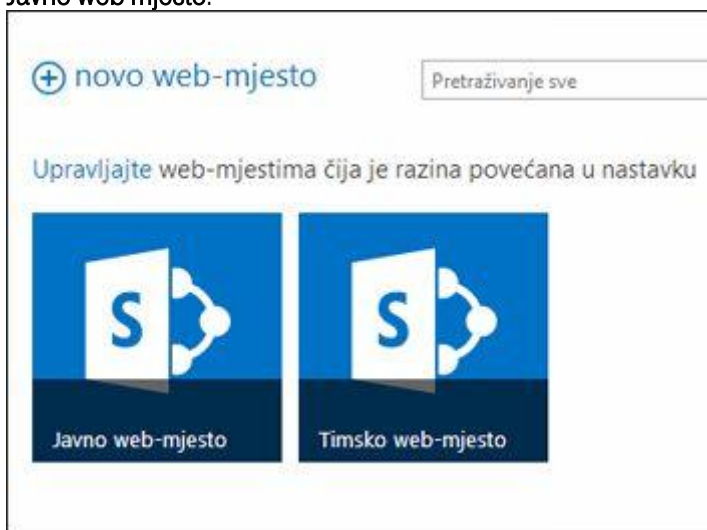 Javno web mjesto.
novo web-mjesto
Pretraživanje sve
Upravljajte web-mjestima čija je razina povećana u nastavku
S
S
Javno web-mjesto
Timsko web-mjesto